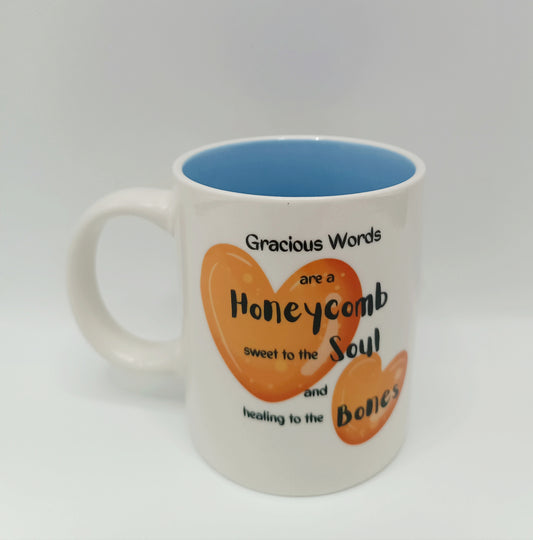 Gracious Words
are a
Honeycomb
sweet to the Soul
and
healing to the Bones